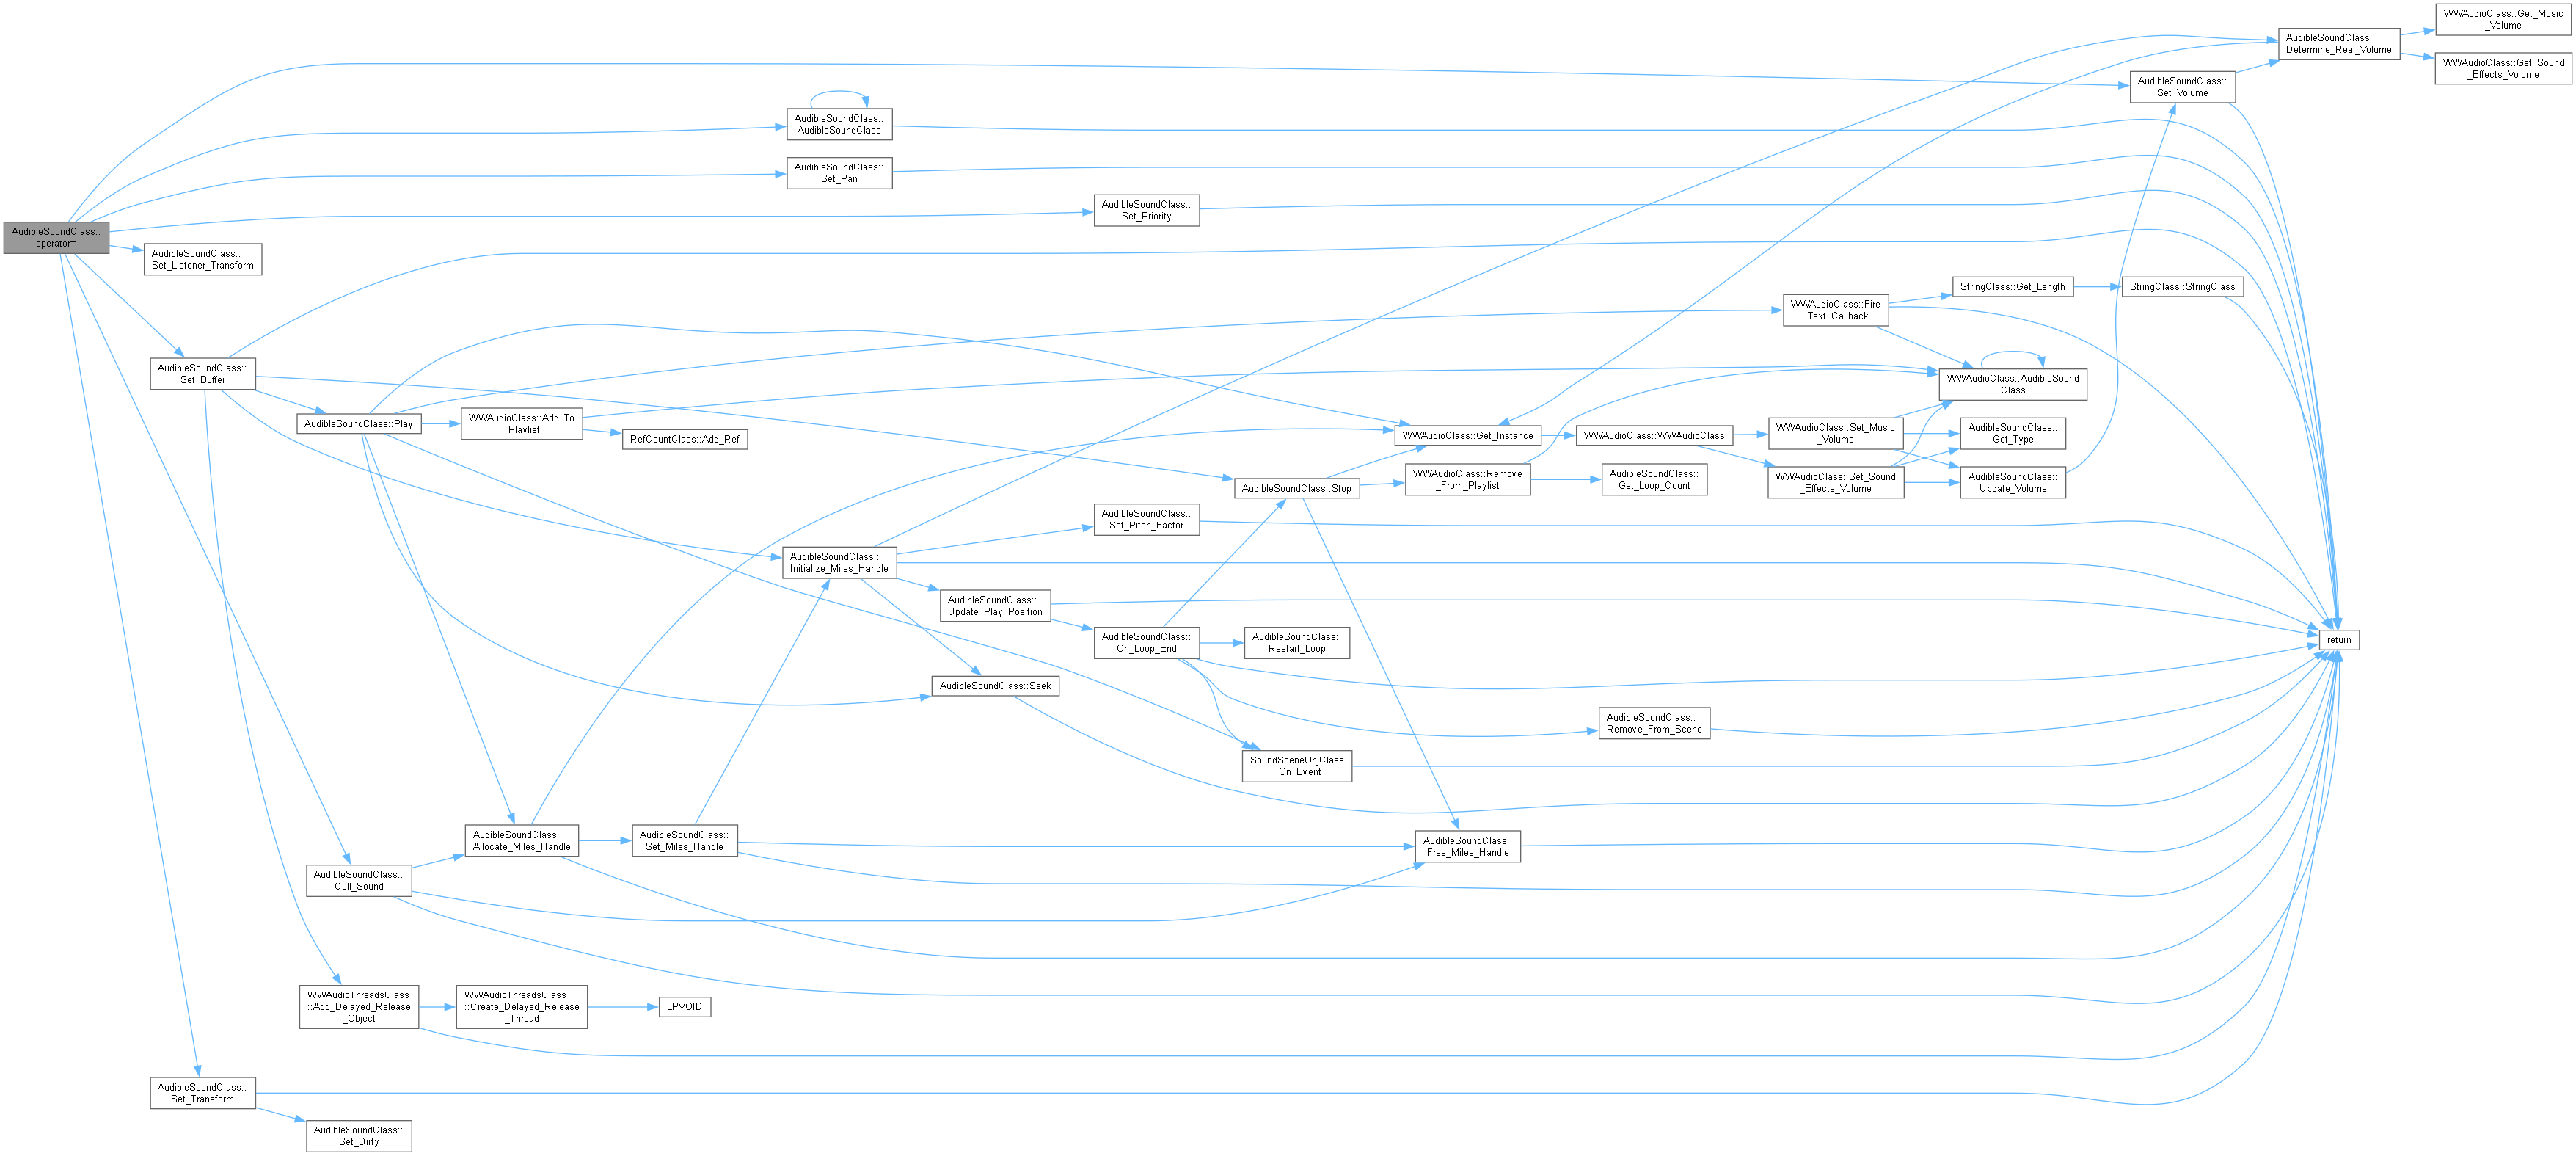 WWAudioClass::Get_Music
_Volume
AudibleSoundClass::
Determine_Real_Volume
WWAudioClass::Get_Sound
_Effects_Volume
AudibleSoundClass::
Set_Volume
AudibleSoundClass::
AudibleSoundClass
AudibleSoundClass::
Set_Pan
AudibleSoundClass::
Set_Priority
AudibleSoundClass::
operator=
AudibleSoundClass::
Set_Listener_Transform
StringClass::Get_Length
StringClass::StringClass
WWAudioClass::Fire
_Text_Callback
AudibleSoundClass::
Set_Buffer
WWAudioClass::AudibleSound
Class
AudibleSoundClass::Play
WWAudioClass::Add_To
_Playlist
RefCountClass::Add_Ref
WWAudioClass::Get_Instance
WWAudioClass::WWAudioClass
WWAudioClass::Set_Music
_Volume
AudibleSoundClass::
Get_Type
AudibleSoundClass::Stop
WWAudioClass::Remove
_From_Playlist
AudibleSoundClass::
Get_Loop_Count
WWAudioClass::Set_Sound
_Effects_Volume
AudibleSoundClass::
Update_Volume
AudibleSoundClass::
Set_Pitch_Factor
AudibleSoundClass::
Initialize_Miles_Handle
AudibleSoundClass::
Update_Play_Position
AudibleSoundClass::
On_Loop_End
AudibleSoundClass::
Restart_Loop
return
AudibleSoundClass::Seek
AudibleSoundClass::
Remove_From_Scene
SoundSceneObjClass
::On_Event
AudibleSoundClass::
Allocate_Miles_Handle
AudibleSoundClass::
Set_Miles_Handle
AudibleSoundClass::
Free_Miles_Handle
AudibleSoundClass::
Cull_Sound
WWAudioThreadsClass
::Add_Delayed_Release
_Object
WWAudioThreadsClass
::Create_Delayed_Release
_Thread
LPVOID
AudibleSoundClass::
Set_Transform
AudibleSoundClass::
Set_Dirty